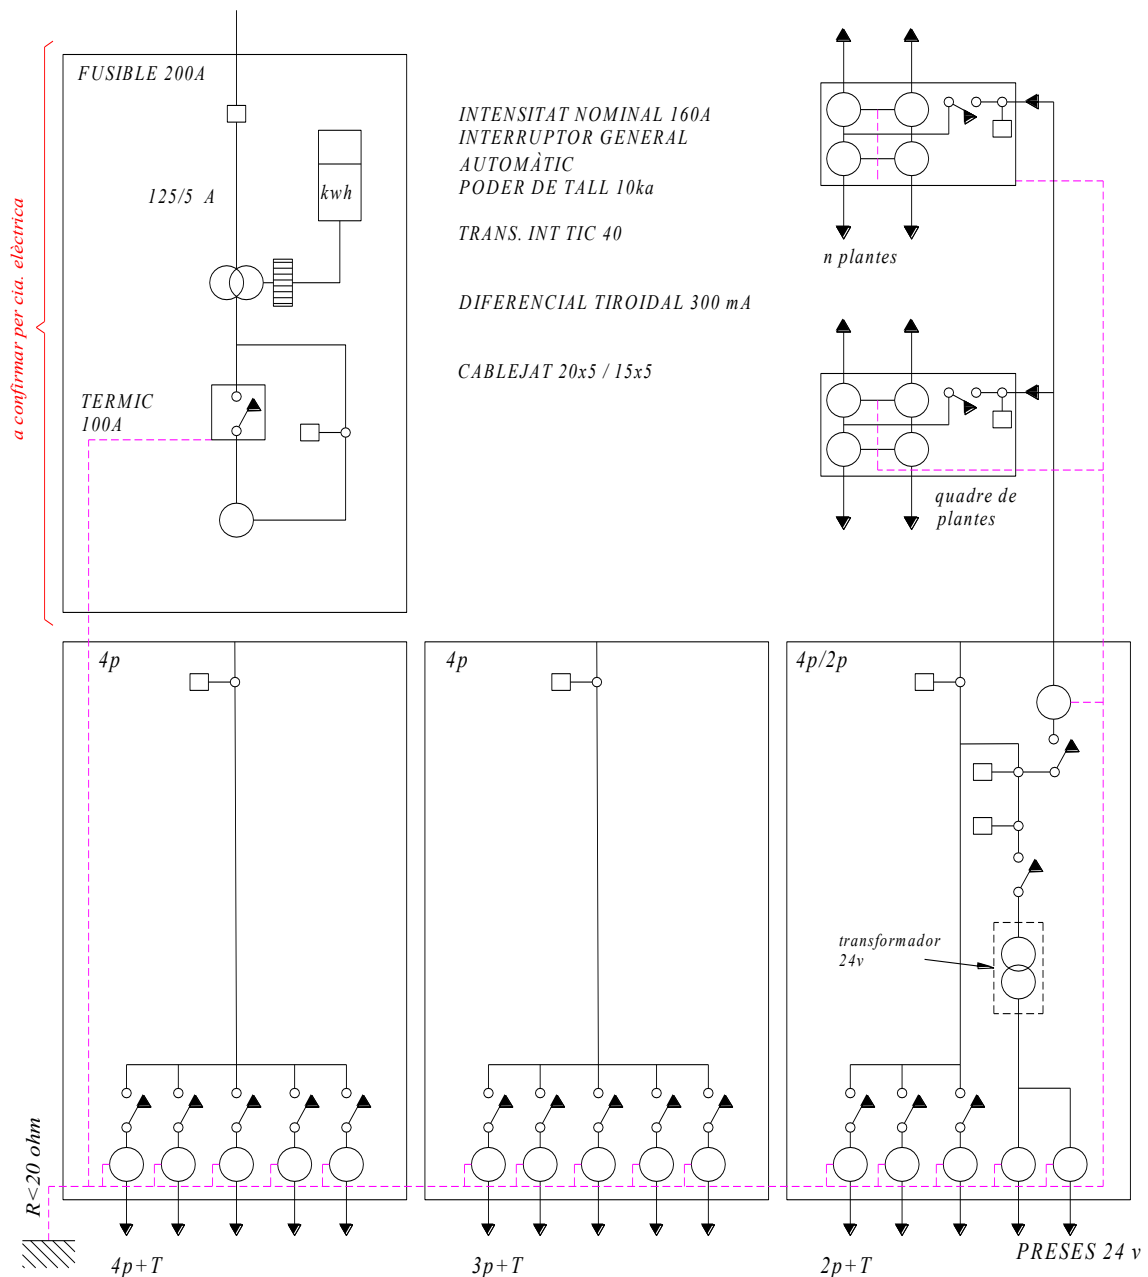 a confirmar per cia. elèctrica
FUSIBLE 200A
kwh
125/5 A
TERMIC
100A
INTENSITAT NOMINAL 160A
INTERRUPTOR GENERAL
AUTOMÀTIC
PODER DE TALL 10ka
TRANS. INT TIC 40
DIFERENCIAL TIROIDAL 300 mA
CABLEJAT 20x5 / 15x5
n plantes
quadre de
plantes
4p
4p
4p/2p
transformador
24v
R<20 ohm
4p+T
3p+T
2p+T
PRESES 24 v